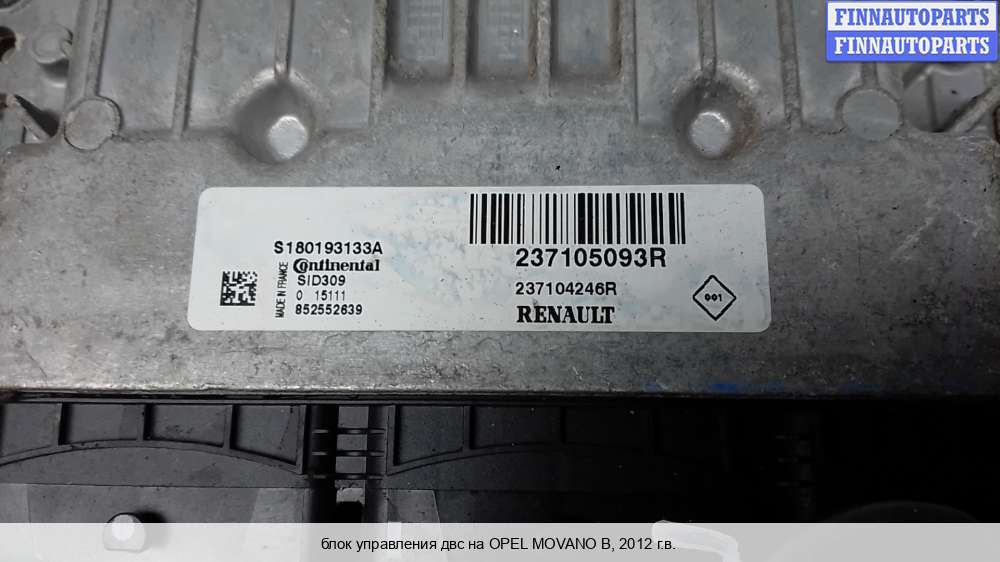 FINNAUTOPARTS
FINNAUTOPARTS
S180193133A
Continental
SID309
0 15111
852552639
MADE IN FRANCE
237105093R
237104246R
RENAULT
001
блок управления двс на OPEL MOVANO B, 2012 г.в.